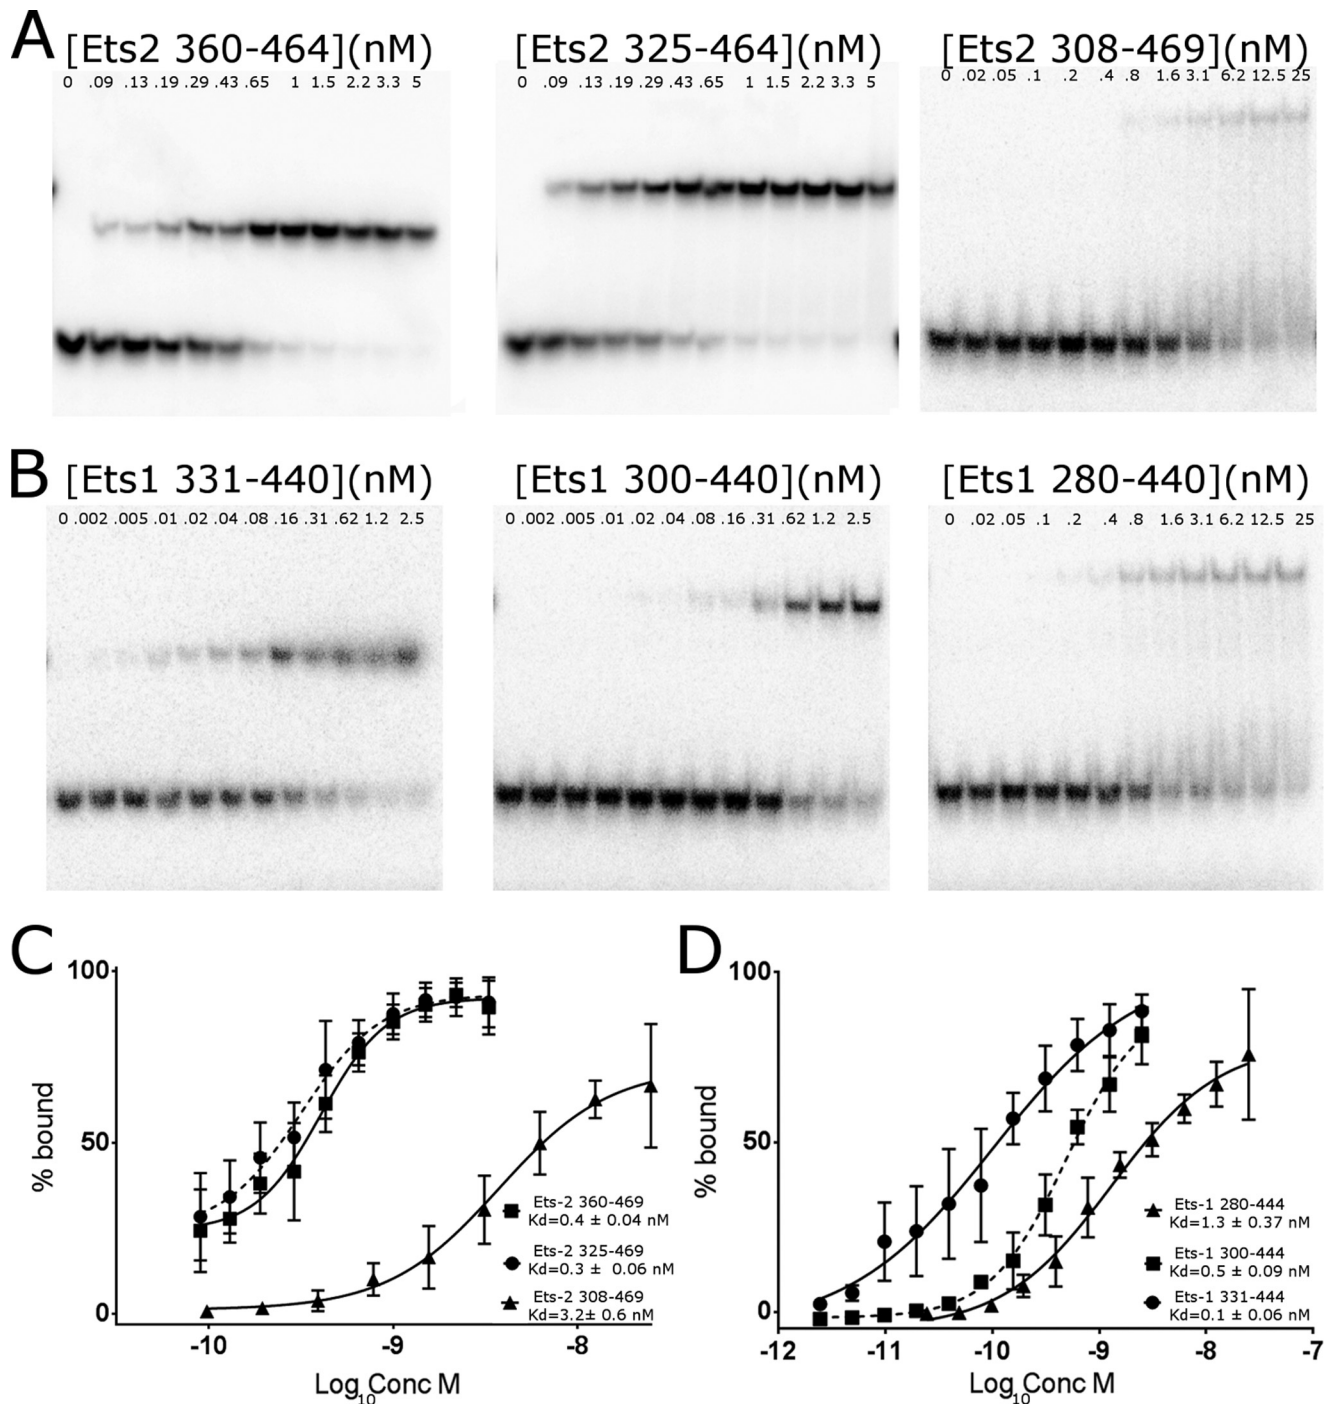 A
[Ets2 360-464](nM)
0 .09 .13 .19 .29 .43 .65 1 1.5 2.2 3.3 5
[Ets2 325-464](nM)
0 .09 .13 .19 .29 .43 .65 1 1.5 2.2 3.3 5
[Ets2 308-469](nM)
0 .02 .05 .1 .2 .4 .8 1.6 3.1 6.2 12.5 25
B
[Ets1 331-440](nM)
0 .002 .005 .01 .02 .04 .08 .16 .31 .62 1.2 2.5
[Ets1 300-440](nM)
0 .002 .005 .01 .02 .04 .08 .16 .31 .62 1.2 2.5
[Ets1 280-440](nM)
0 .02 .05 .1 .2 .4 .8 1.6 3.1 6.2 12.5 25
C
100
50
0
% bound
-10 -9 -8
Log10Conc M
Ets-2 360-469
Kd=0.4 ± 0.04 nM
Ets-2 325-469
Kd=0.3 ± 0.06 nM
Ets-2 308-469
Kd=3.2± 0.6 nM
D
100
50
0
% bound
-12 -11 -10 -9 -8 -7
Log10Conc M
Ets-1 280-444
Kd=1.3 ± 0.37 nM
Ets-1 300-444
Kd=0.5 ± 0.09 nM
Ets-1 331-444
Kd=0.1 ± 0.06 nM